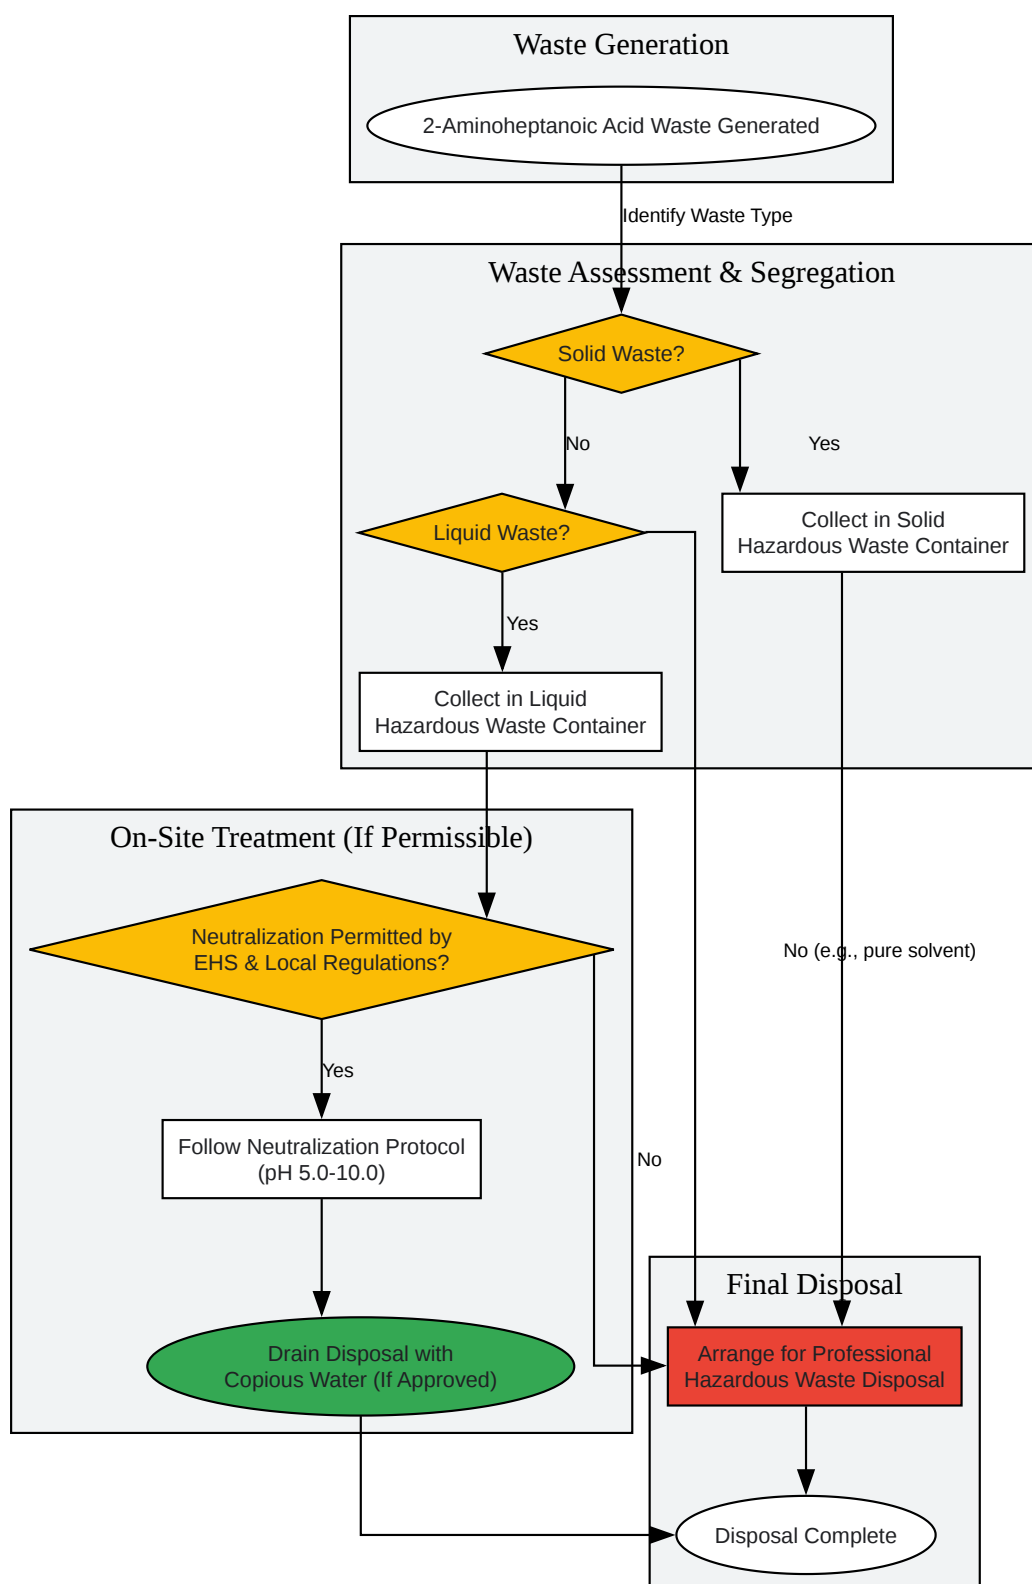 Waste Generation
2-Aminoheptanoic Acid Waste Generated
Identify Waste Type
Waste Assessment & Segregation
Solid Waste?
No
Yes
Liquid Waste?
Collect in Solid
Hazardous Waste Container
Yes
Collect in Liquid
Hazardous Waste Container
On-Site Treatment (If Permissible)
Neutralization Permitted by
EHS & Local Regulations?
No (e.g., pure solvent)
Yes
Follow Neutralization Protocol
(pH 5.0-10.0)
No
Final Disposal
Drain Disposal with
Copious Water (If Approved)
Arrange for Professional
Hazardous Waste Disposal
Disposal Complete